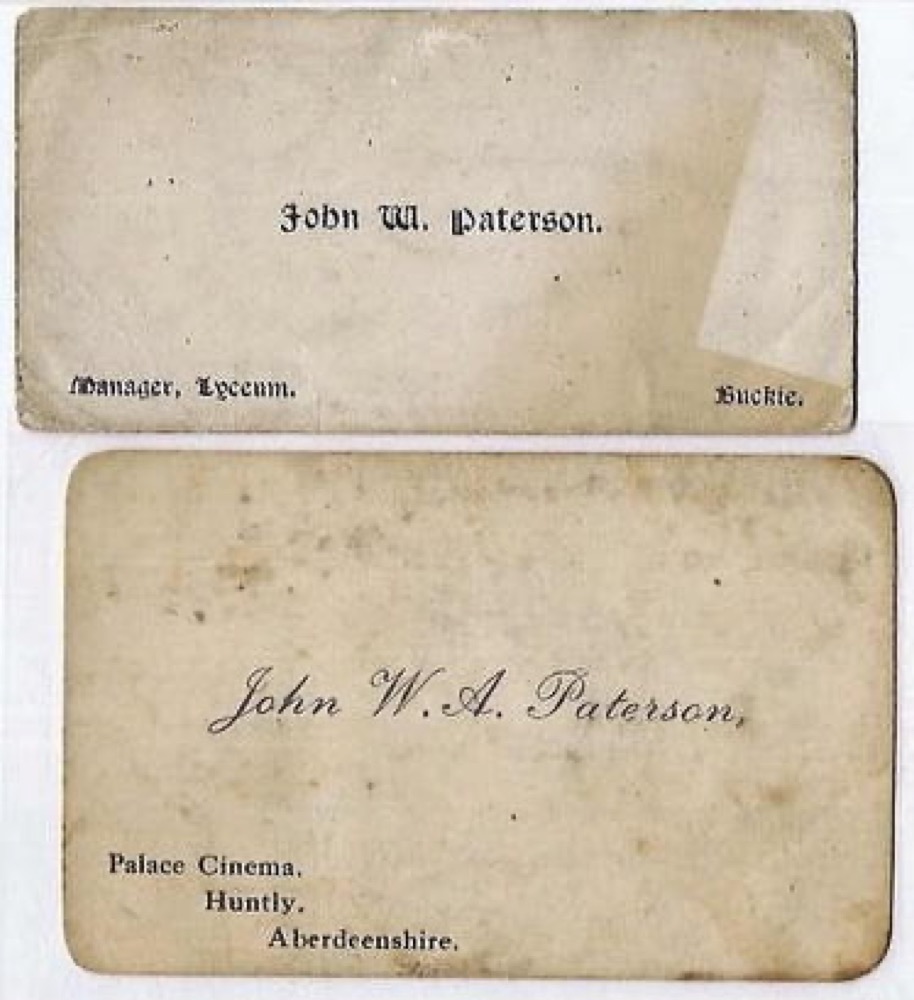 John W. Paterson.
Manager, Lyceum. Buckie.
John W. A. Paterson,
Palace Cinema,
Huntly,
Aberdeenshire.